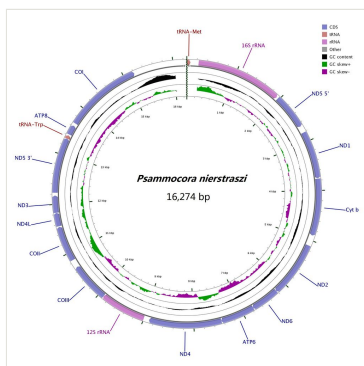 tRNA-Met
16S rRNA
ND5 5'
ND1
Cyt b
ND2
ND6
ATP6
ND4
12S rRNA
COIII
COII
ND4L
ND3
ND5 3'
tRNA-Trp
ATP8
COI
Psammocora nierstraszi
16,274 bp
CDS
tRNA
rRNA
Other
GC content
GC skew+
GC skew-